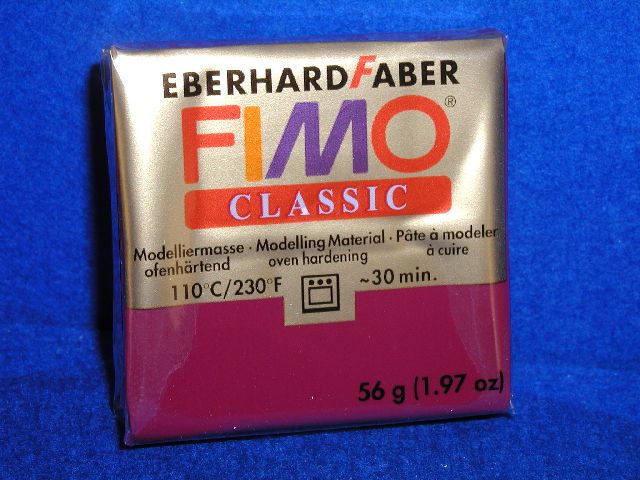 EBERHARDFABER
FIMO®
CLASSIC
Modelliermasse · Modelling Material · Pâte à modeler
ofenhärtend oven hardening à cuire
110°C/230°F ~30 min.
56 g (1.97 oz)